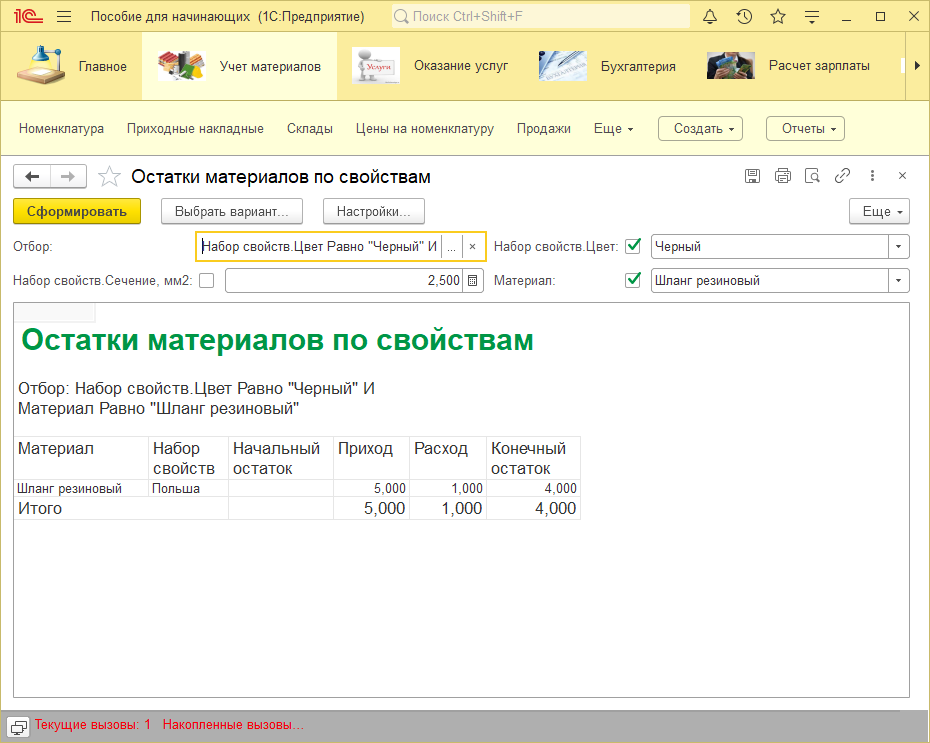 1С Пособие для начинающих (1С:Предприятие) Поиск Ctrl+Shift+F
Главное Учет материалов Услуги Оказание услуг Бухгалтерия Расчет зарплаты
Номенклатура Приходные накладные Склады Цены на номенклатуру Продажи Еще Создать Отчеты
Остатки материалов по свойствам
Сформировать Выбрать вариант... Настройки... Еще
Отбор: Набор свойств.Цвет Равно "Черный" И ... × Набор свойств.Цвет: Черный
Набор свойств.Сечение, мм2: 2,500 Материал: Шланг резиновый
Остатки материалов по свойствам
Отбор: Набор свойств.Цвет Равно "Черный" И
Материал Равно "Шланг резиновый"
Материал Набор свойств Начальный остаток Приход Расход Конечный остаток
Шланг резиновый Польша 5,000 1,000 4,000
Итого 5,000 1,000 4,000
Текущие вызовы: 1 Накопленные вызовы...